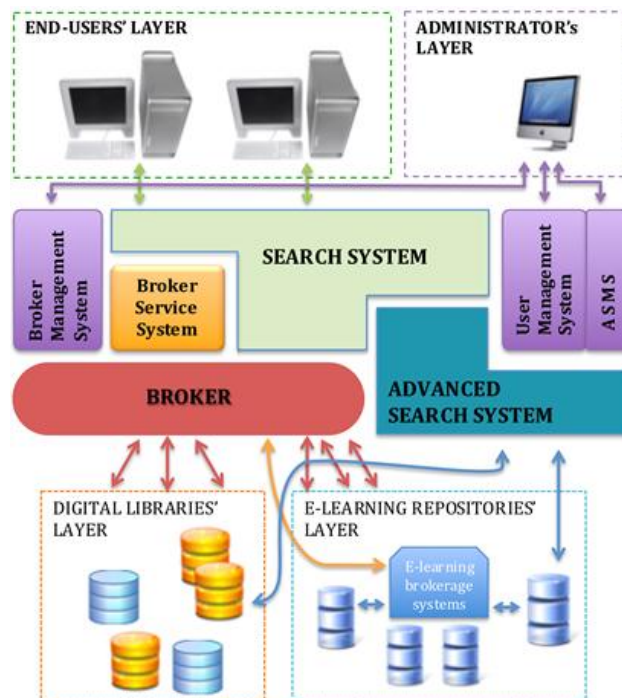 END-USERS' LAYER
ADMINISTRATOR's
LAYER
Broker
Management
System
SEARCH SYSTEM
Broker
Service
System
User
Management
System
ASMS
BROKER
ADVANCED
SEARCH SYSTEM
DIGITAL LIBRARIES'
LAYER
E-LEARNING REPOSITORIES'
LAYER
E-learning
brokerage
systems